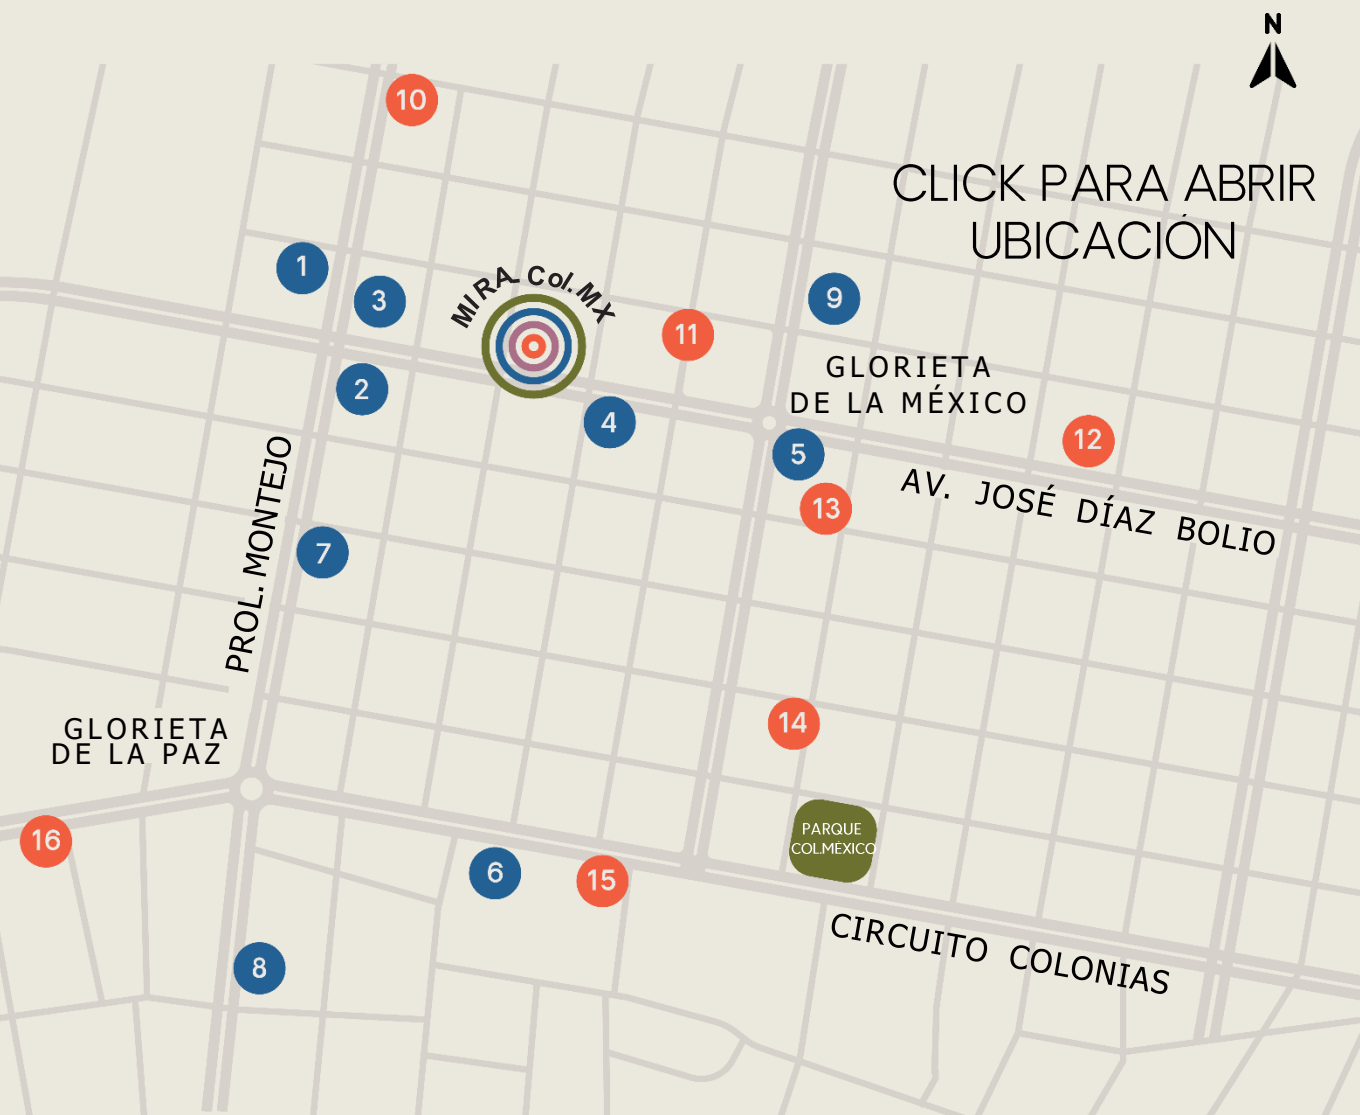 N
10
CLICK PARA ABRIR
UBICACIÓN
1
3
MIRA Col.MX
9
11
GLORIETA
DE LA MÉXICO
2
4
12
5
AV. JOSÉ DÍAZ BOLIO
13
PROL. MONTEJO
7
GLORIETA
DE LA PAZ
14
16
PARQUE
COL.MÉXICO
6
15
CIRCUITO COLONIAS
8